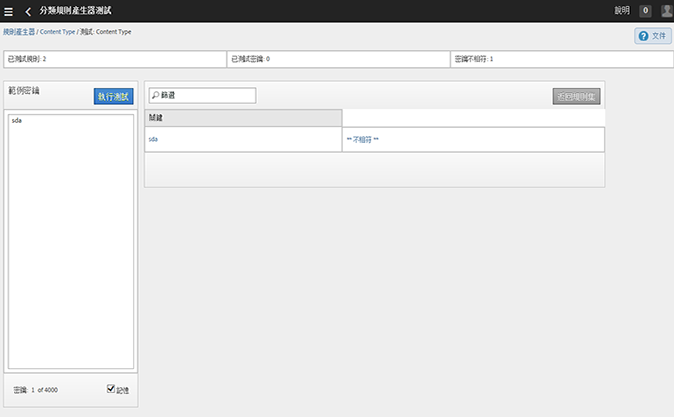 分類規則產生器測試
說明 0
規則產生器 / Content Type / 測試: Content Type
文件
已測試規則: 2
已測試密鑰: 0
密鑰不相符: 1
範例密鑰
執行測試
sda
密鑰: 1 of 4000
記憶
篩選
返回規則集
關鍵
sda
** 不相符 **